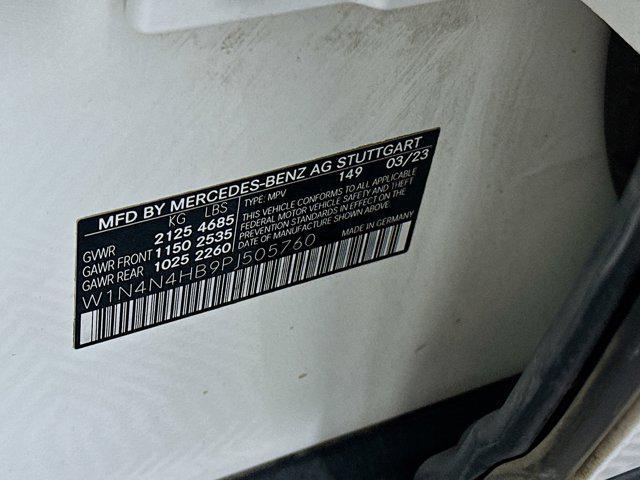 MFD BY MERCEDES-BENZ AG STUTTGART
KG LBS TYPE: MPV 149 03/23
GVWR 2125 4685 THIS VEHICLE CONFORMS TO ALL APPLICABLE
GAWR FRONT 1150 2535 FEDERAL MOTOR VEHICLE SAFETY AND THEFT
GAWR REAR 1025 2260 PREVENTION STANDARDS IN EFFECT ON THE
DATE OF MANUFACTURE SHOWN ABOVE.
W1N4N4HB9PJ505760 MADE IN GERMANY